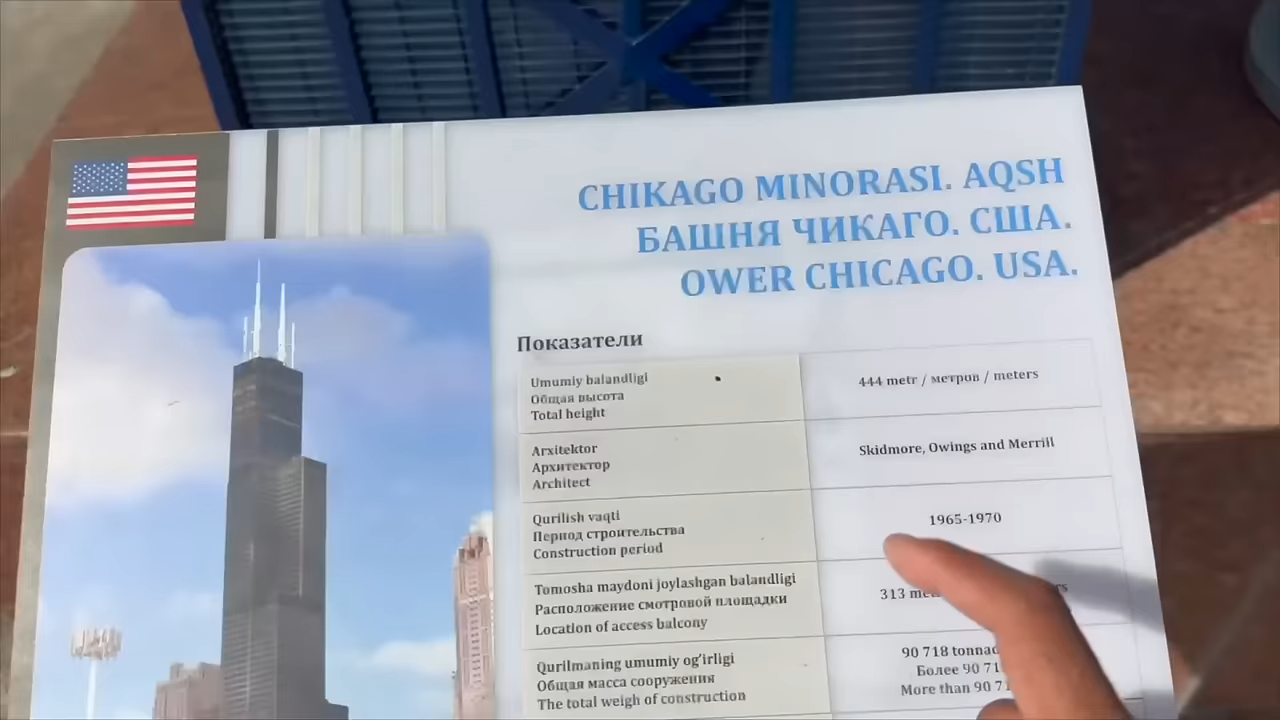 CHIKAGO MINORASI. AQSH
БАШНЯ ЧИКАГО. США.
OWER CHICAGO. USA.
Показатели
Umumiy balandligi
Общая высота
Total height
444 metr / метров / meters
Arxitektor
Архитектор
Architect
Skidmore, Owings and Merrill
Qurilish vaqti
Период строительства
Construction period
1965-1970
Tomosha maydoni joylashgan balandligi
Расположение смотровой площадки
Location of access balcony
313
Qurilmaning umumiy og'irligi
Общая масса сооружения
The total weigh of construction
90 718
Более 90
More than 90